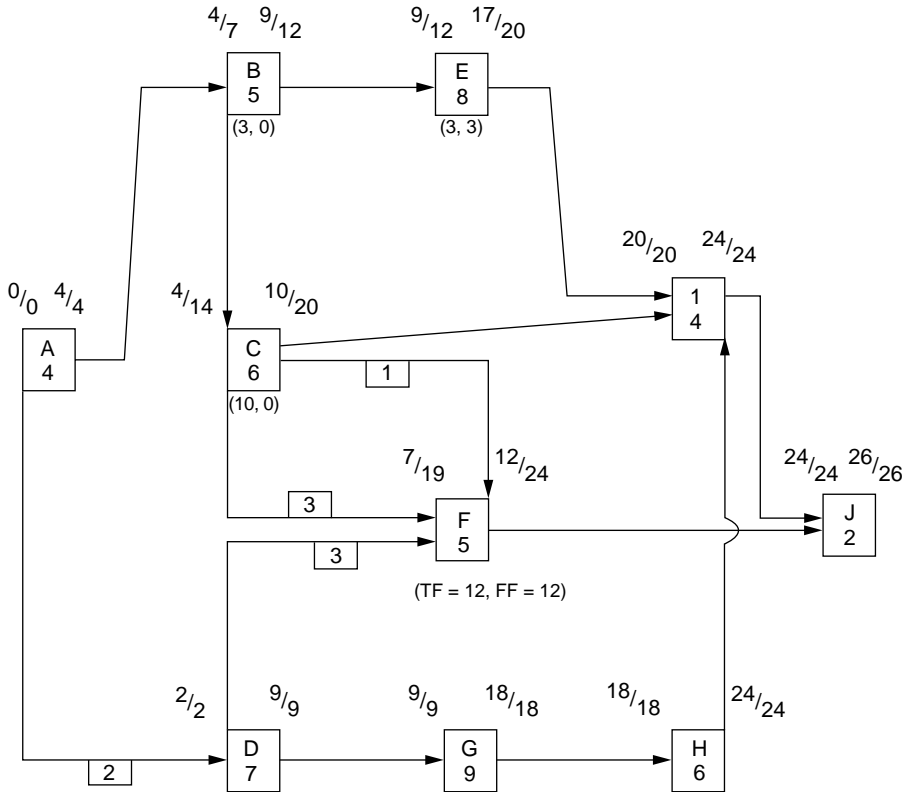 4/7 9/12
B
5
(3, 0)
9/12 17/20
E
8
(3, 3)
20/20 24/24
1
4
0/0 4/4
A
4
4/14 10/20
C
6
(10, 0)
1
7/19 12/24
F
5
(TF = 12, FF = 12)
3
3
24/24 26/26
J
2
2/2 9/9
D
7
9/9 18/18
G
9
18/18 24/24
H
6
2